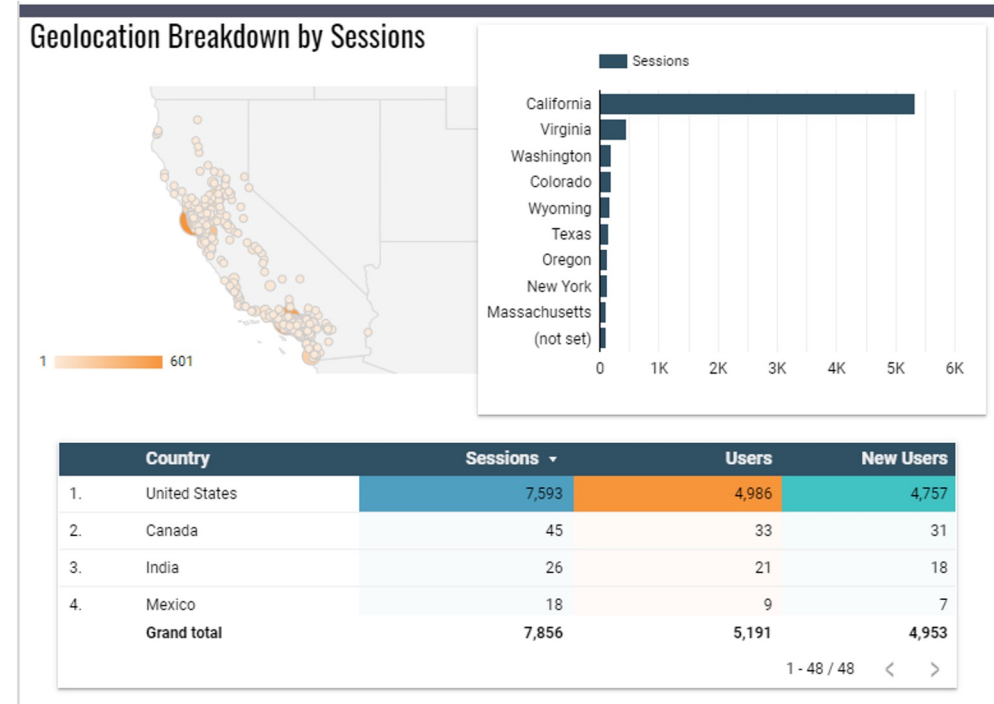 Geolocation Breakdown by Sessions
1 601
Sessions
California
Virginia
Washington
Colorado
Wyoming
Texas
Oregon
New York
Massachusetts
(not set)
0 1K 2K 3K 4K 5K 6K
Country Sessions Users New Users
1. United States 7,593 4,986 4,757
2. Canada 45 33 31
3. India 26 21 18
4. Mexico 18 9 7
Grand total 7,856 5,191 4,953
1 - 48 / 48 < >